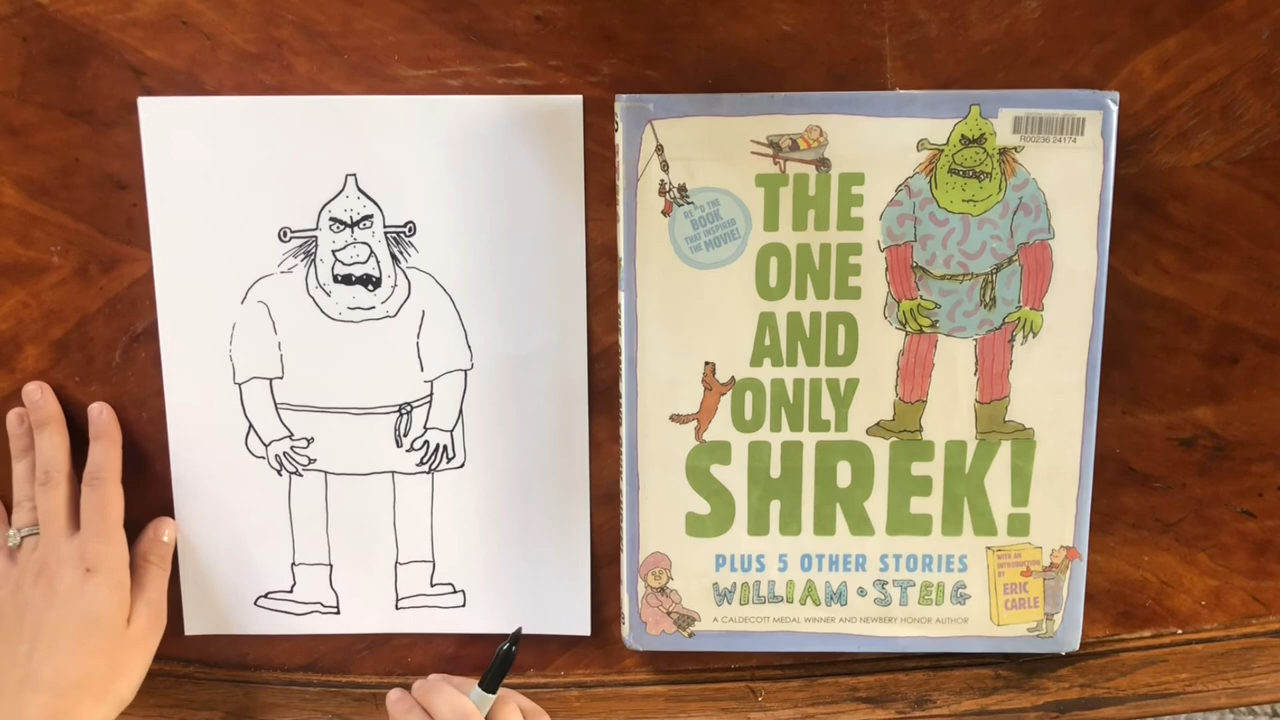 R00236 24174
THE
ONE
AND
ONLY
SHREK!
READ THE
BOOK
THAT INSPIRED
THE MOVIE!
PLUS 5 OTHER STORIES
WILLIAM • STEIG
A CALDECOTT MEDAL WINNER AND NEWBERY HONOR AUTHOR
WITH AN
INTRODUCTION
BY
ERIC
CARLE